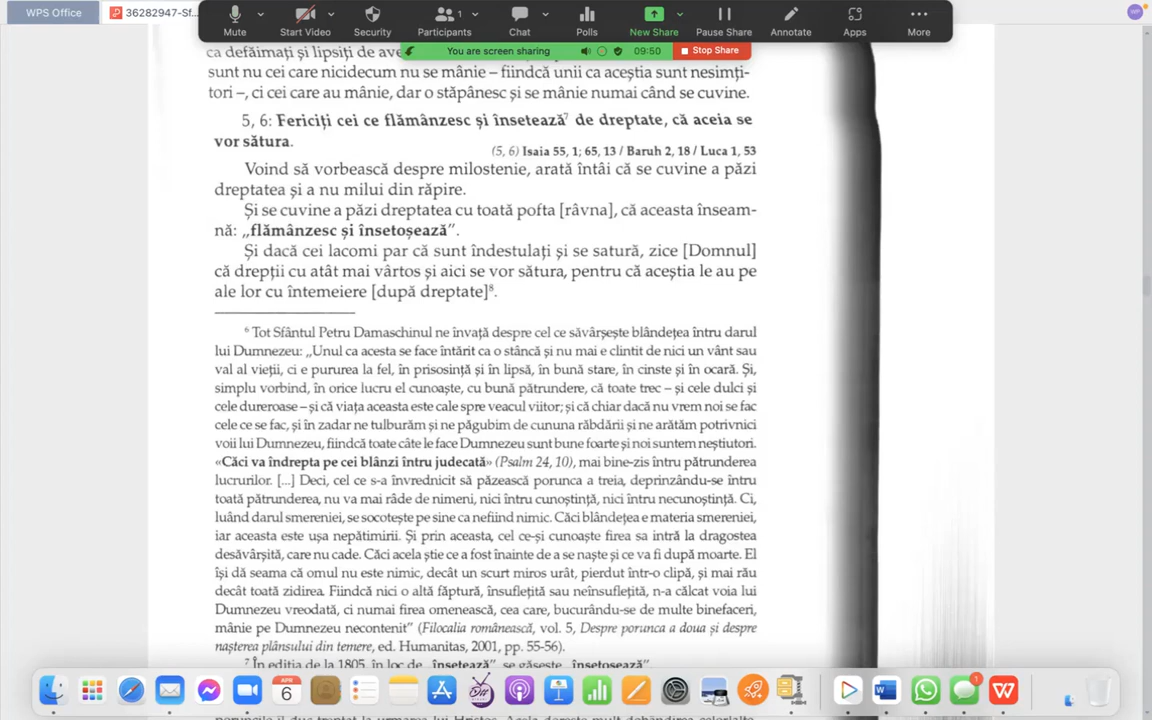 WPS Office
36282947-Sf...
Mute
Start Video
Security
Participants
1
Chat
Polls
New Share
Pause Share
Annotate
Apps
More
You are screen sharing
09:50
Stop Share
ca defăimați și lipsiți de ave
sunt nu cei care nicidecum nu se mânie – fiindcă unii ca aceștia sunt nesimți-
tori –, ci cei care au mânie, dar o stăpânesc și se mânie numai când se cuvine.
5, 6: Fericiți cei ce flămânzesc și însetează⁷ de dreptate, că aceia se
vor sătura.
(5, 6) Isaia 55, 1; 65, 13 / Baruh 2, 18 / Luca 1, 53
Voind să vorbească despre milostenie, arată întâi că se cuvine a păzi
dreptatea și a nu milui din răpire.
Și se cuvine a păzi dreptatea cu toată pofta [râvna], că aceasta înseam-
nă: „flămânzesc și însetoșează”.
Și dacă cei lacomi par că sunt îndestulați și se satură, zice [Domnul]
că drepții cu atât mai vârtos și aici se vor sătura, pentru că aceștia le au pe
ale lor cu întemeiere [după dreptate]⁸.
⁶ Tot Sfântul Petru Damaschinul ne învață despre cel ce săvârșește blândețea întru darul
lui Dumnezeu: „Unul ca acesta se face întărit ca o stâncă și nu mai e clintit de nici un vânt sau
val al vieții, ci e pururea la fel, în prisosință și în lipsă, în bună stare, în cinste și în ocară. Și,
simplu vorbind, în orice lucru el cunoaște, cu bună pătrundere, că toate trec – și cele dulci și
cele dureroase – și că viața aceasta este cale spre veacul viitor; și că chiar dacă nu vrem noi se fac
cele ce se fac, și în zadar ne tulburăm și ne păgubim de cununa răbdării și ne arătăm potrivnici
voii lui Dumnezeu, fiindcă toate câte le face Dumnezeu sunt bune foarte și noi suntem neștiutori.
«Căci va îndrepta pe cei blânzi întru judecată» (Psalm 24, 10), mai bine-zis întru pătrunderea
lucrurilor. [...] Deci, cel ce s-a învrednicit să păzească porunca a treia, deprinzându-se întru
toată pătrunderea, nu va mai râde de nimeni, nici întru cunoștință, nici întru necunoștință. Ci,
luând darul smereniei, se socotește pe sine ca nefiind nimic. Căci blândețea e materia smereniei,
iar aceasta este ușa nepătimirii. Și prin aceasta, cel ce-și cunoaște firea sa intră la dragostea
desăvârșită, care nu cade. Căci acela știe ce a fost înainte de a se naște și ce va fi după moarte. El
își dă seama că omul nu este nimic, decât un scurt miros urât, pierdut într-o clipă, și mai rău
decât toată zidirea. Fiindcă nici o altă făptură, însuflețită sau neînsuflețită, n-a călcat voia lui
Dumnezeu vreodată, ci numai firea omenească, cea care, bucurându-se de multe binefaceri,
mânie pe Dumnezeu necontenit” (Filocalia românească, vol. 5, Despre porunca a doua și despre
nașterea plânsului din temere, ed. Humanitas, 2001, pp. 55-56).
⁷ În ediția de la 1805, în loc de „însetează”, se găsește „însetoșează”.
APR
6
1